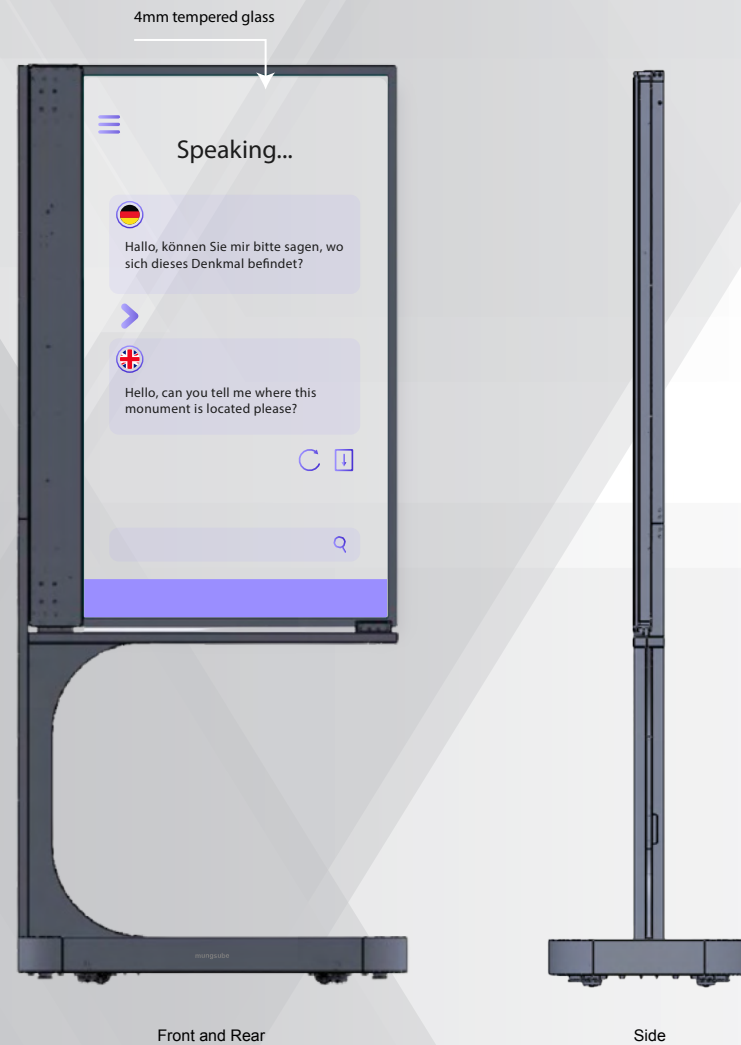 4mm tempered glass
Speaking...
Hallo, können Sie mir bitte sagen, wo
sich dieses Denkmal befindet?
Hello, can you tell me where this
monument is located please?
Front and Rear
Side